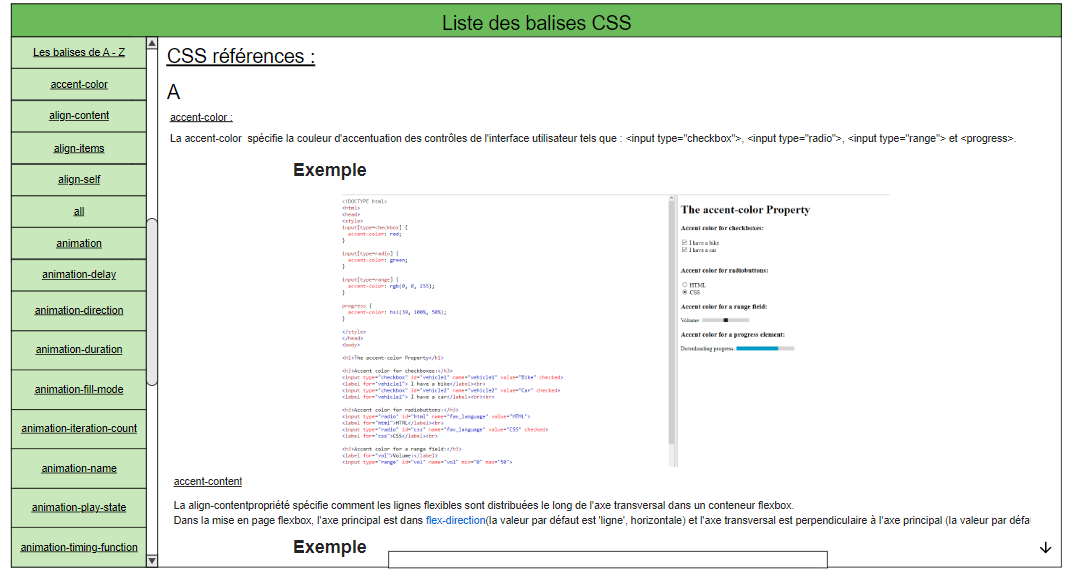 Liste des balises CSS
Les balises de A - Z
accent-color
align-content
align-items
align-self
all
animation
animation-delay
animation-direction
animation-duration
animation-fill-mode
animation-iteration-count
animation-name
animation-play-state
animation-timing-function
CSS références :
A
accent-color :
La accent-color spécifie la couleur d'accentuation des contrôles de l'interface utilisateur tels que : <input type="checkbox">, <input type="radio">, <input type="range"> et <progress>.
Exemple
<!DOCTYPE html>
<html>
<head>
<style>
input[type=checkbox] {
accent-color: red;
}
input[type=radio] {
accent-color: green;
}
input[type=range] {
accent-color: rgb(0, 0, 255);
}
progress {
accent-color: hsl(39, 100%, 50%);
}
</style>
</head>
<body>
<h1>The accent-color Property</h1>
<h3>Accent color for checkboxes:</h3>
<input type="checkbox" id="vehicle1" name="vehicle1" value="Bike" checked>
<label for="vehicle1"> I have a bike</label><br>
<input type="checkbox" id="vehicle2" name="vehicle2" value="Car" checked>
<label for="vehicle2"> I have a car</label><br><br>
<h3>Accent color for radiobuttons:</h3>
<input type="radio" id="html" name="fav_language" value="HTML">
<label for="html">HTML</label><br>
<input type="radio" id="css" name="fav_language" value="CSS" checked>
<label for="css">CSS</label><br>
<h3>Accent color for a range field:</h3>
<label for="vol">Volume:</label>
<input type="range" id="vol" name="vol" min="0" max="50">
The accent-color Property
Accent color for checkboxes:
I have a bike
I have a car
Accent color for radiobuttons:
HTML
CSS
Accent color for a range field:
Volume:
Accent color for a progress element:
Downloading progress:
accent-content
La align-contentpropriété spécifie comment les lignes flexibles sont distribuées le long de l'axe transversal dans un conteneur flexbox.
Dans la mise en page flexbox, l'axe principal est dans flex-direction(la valeur par défaut est 'ligne', horizontale) et l'axe transversal est perpendiculaire à l'axe principal (la valeur par défa
Exemple